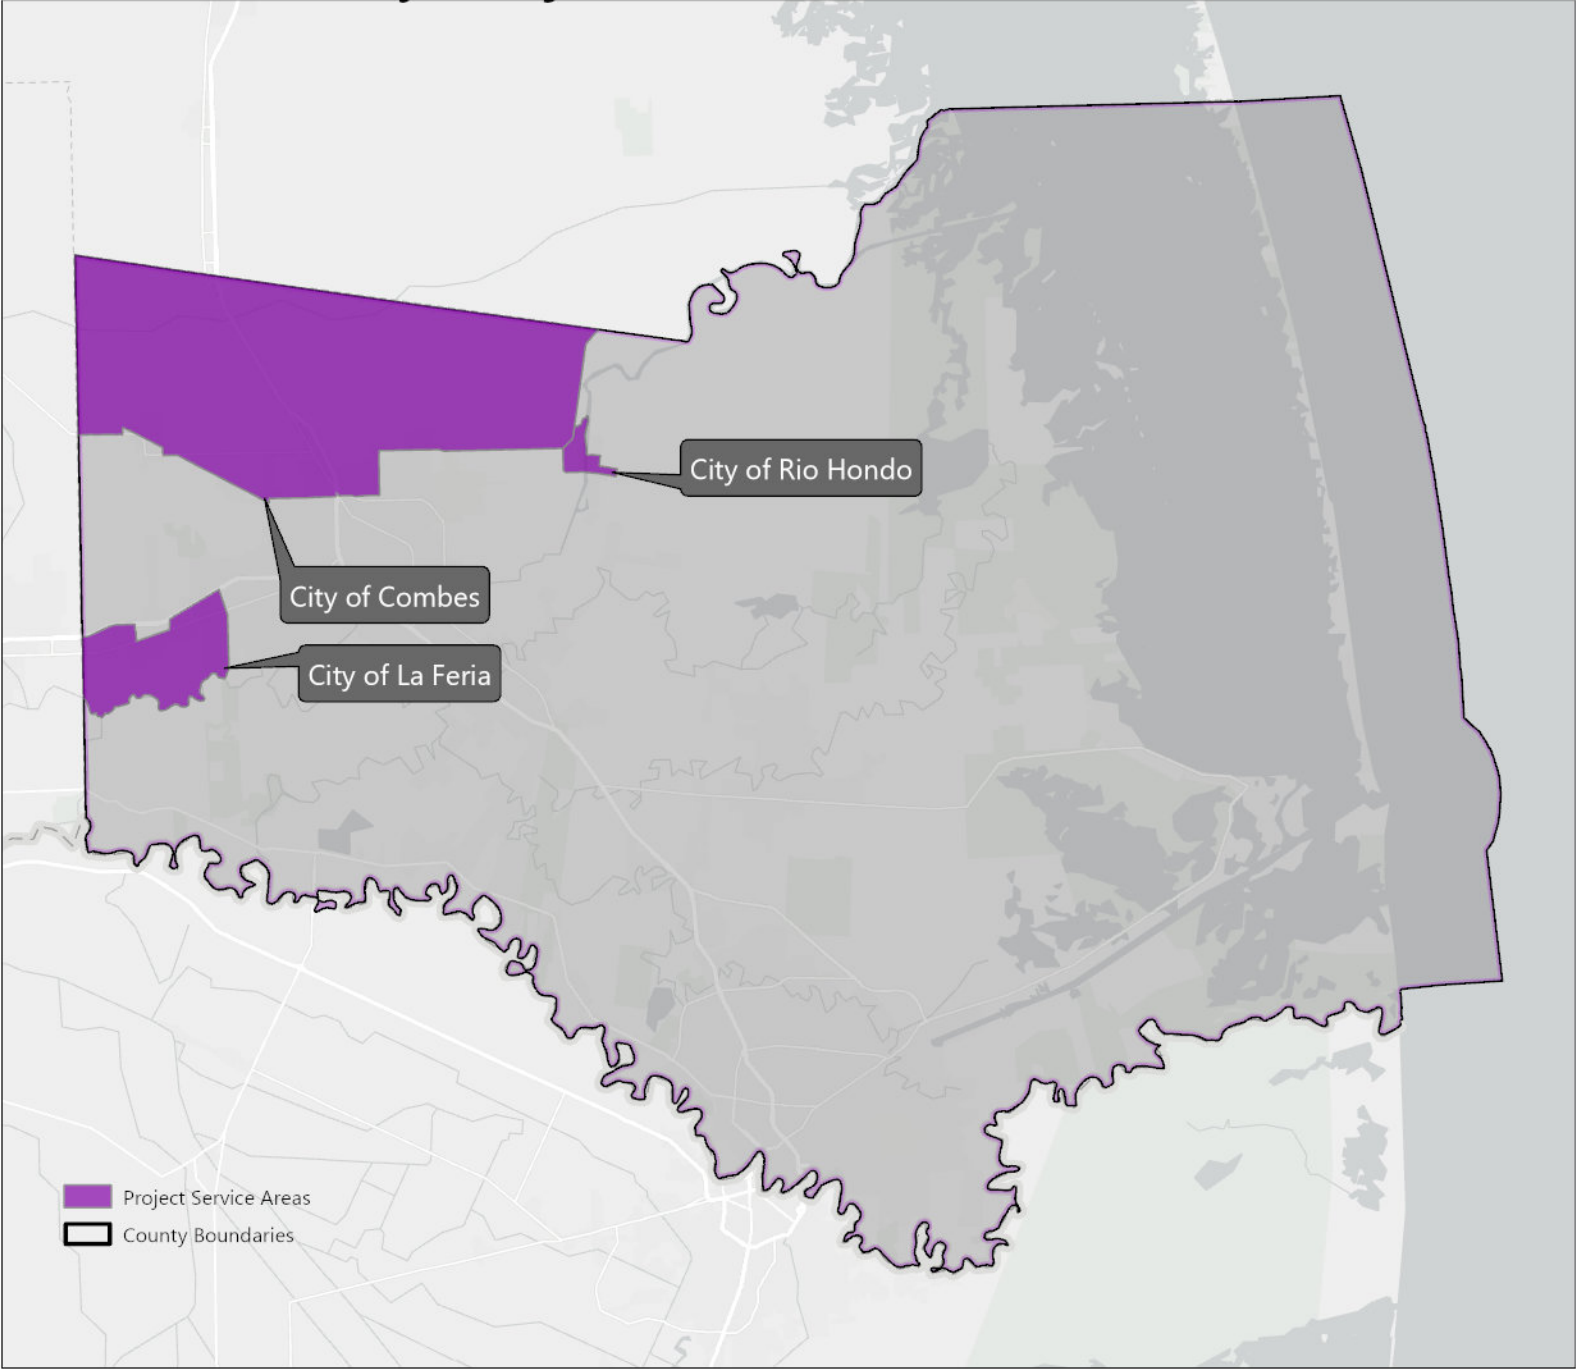 City of Rio Hondo
City of Combes
City of La Feria
Project Service Areas
County Boundaries